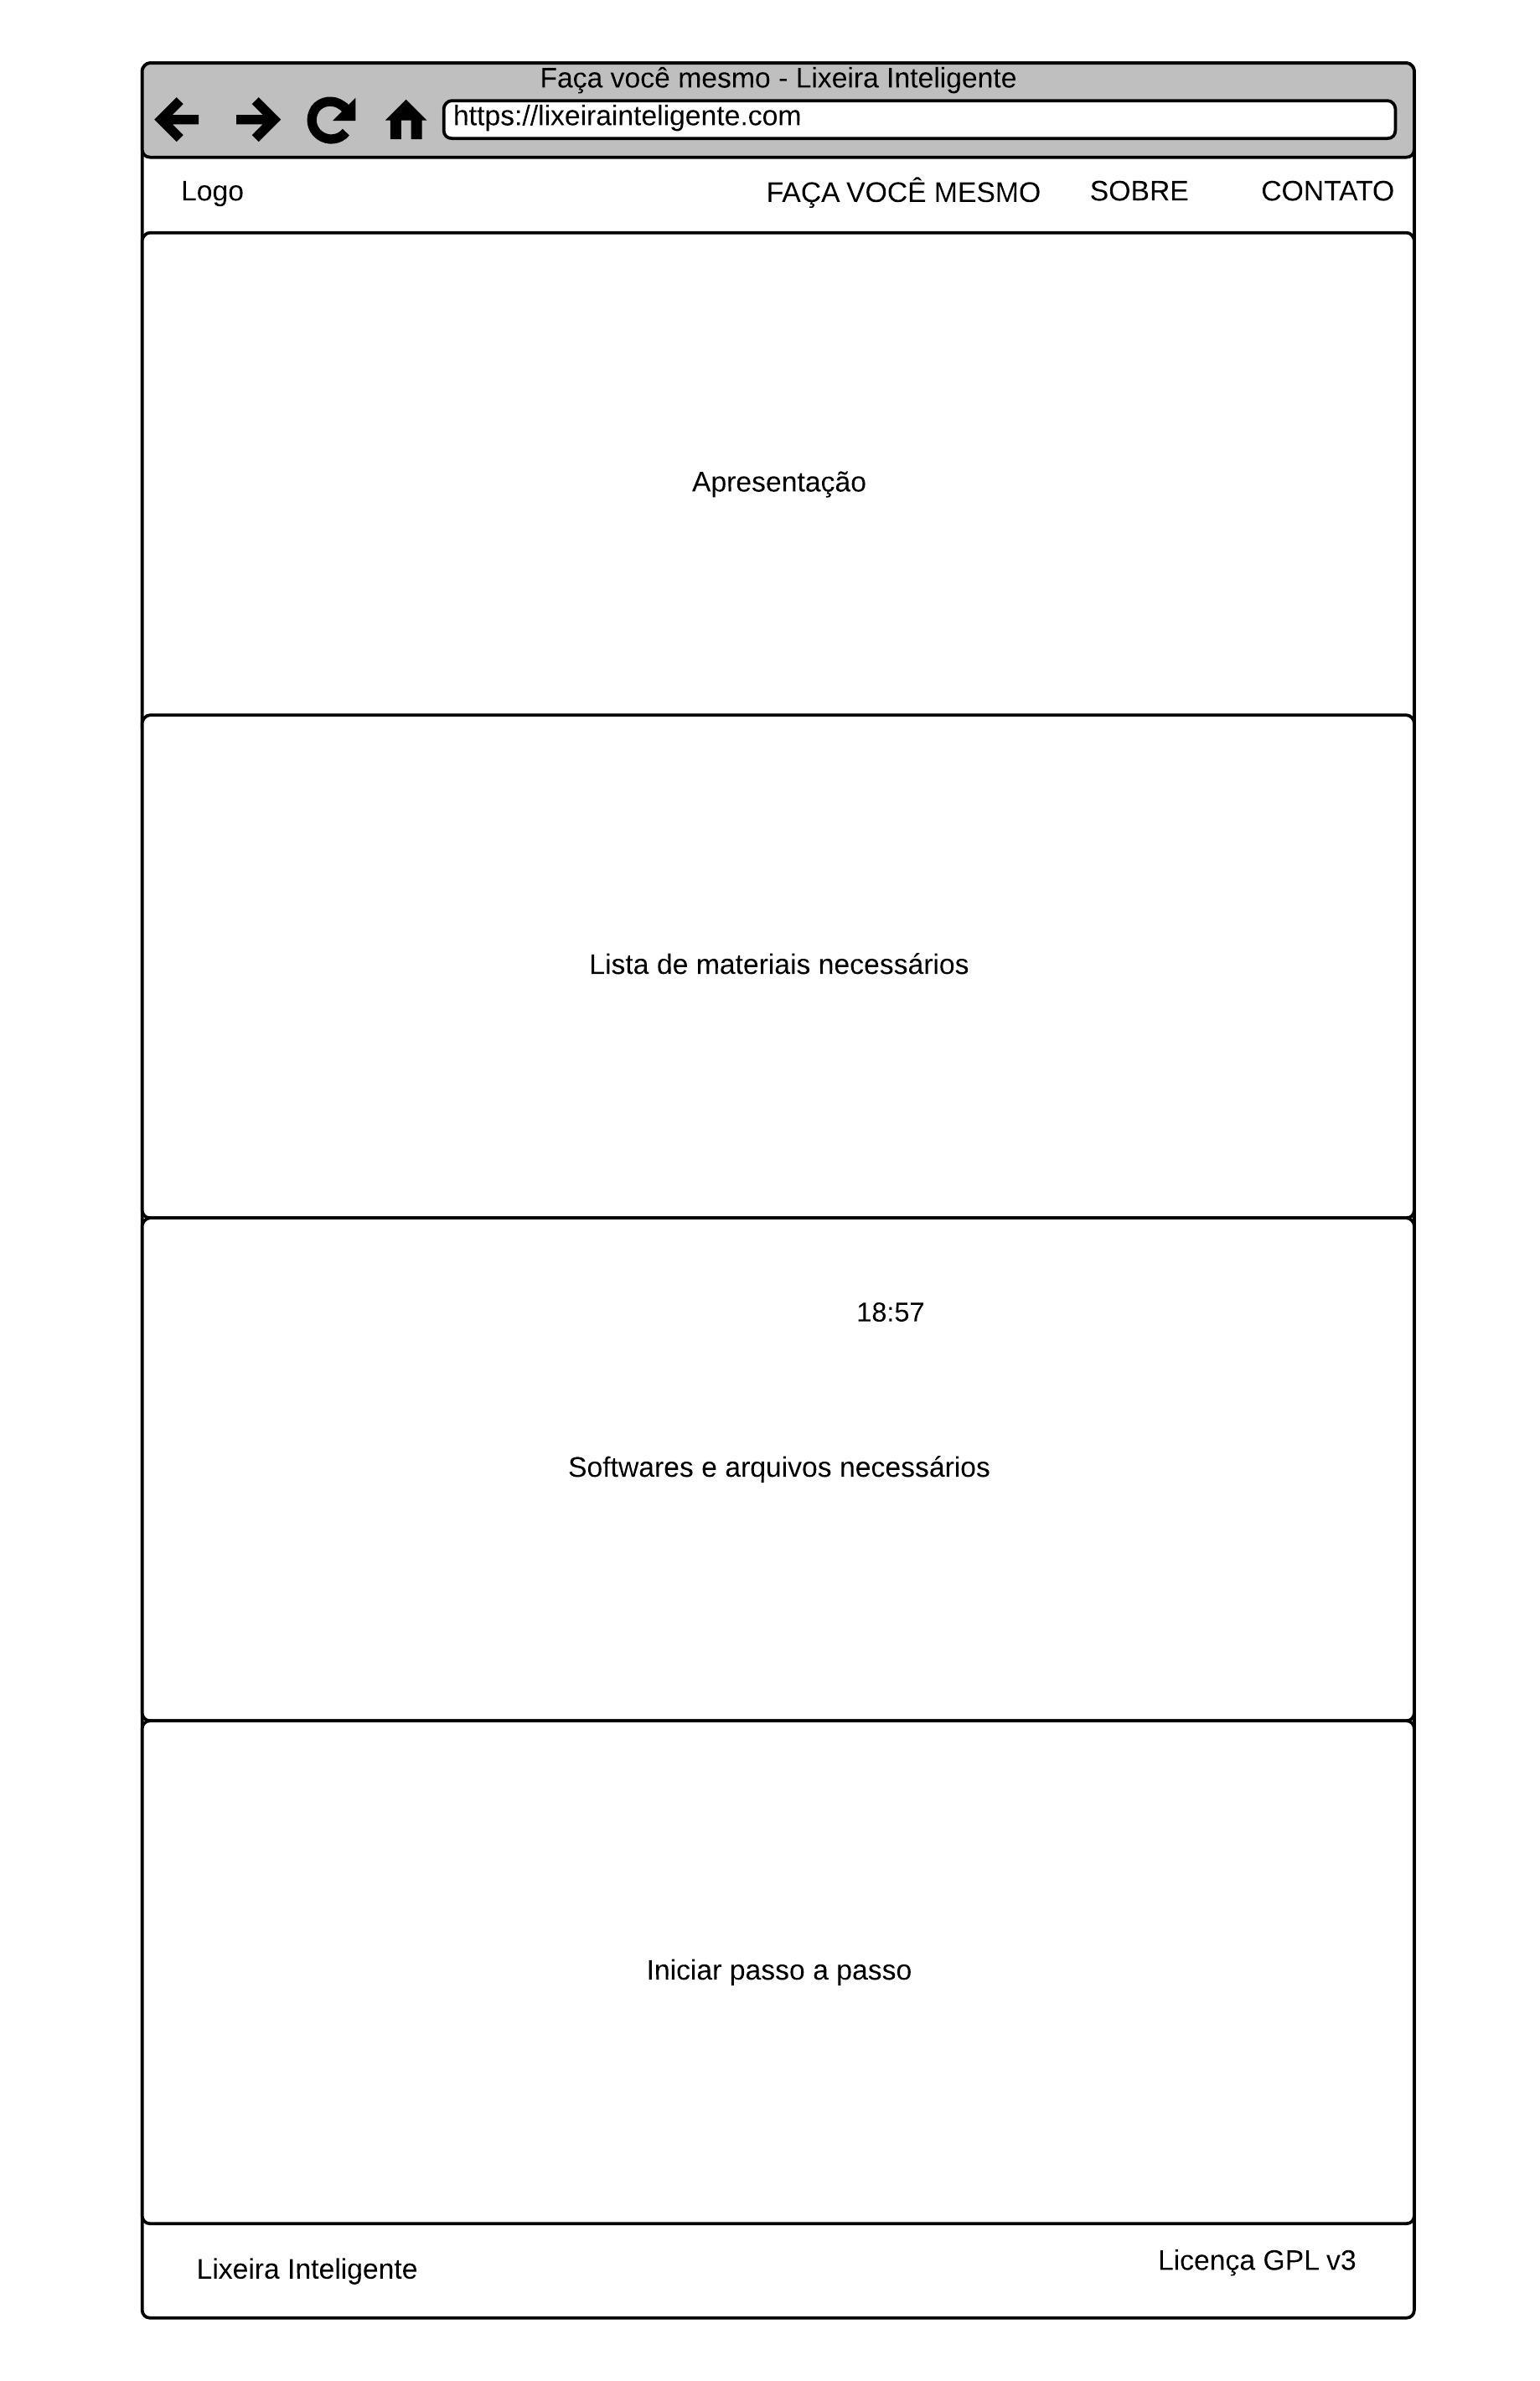 Faça você mesmo - Lixeira Inteligente
https://lixeirainteligente.com
Logo FAÇA VOCÊ MESMO SOBRE CONTATO
Apresentação
Lista de materiais necessários
18:57
Softwares e arquivos necessários
Iniciar passo a passo
Lixeira Inteligente Licença GPL v3